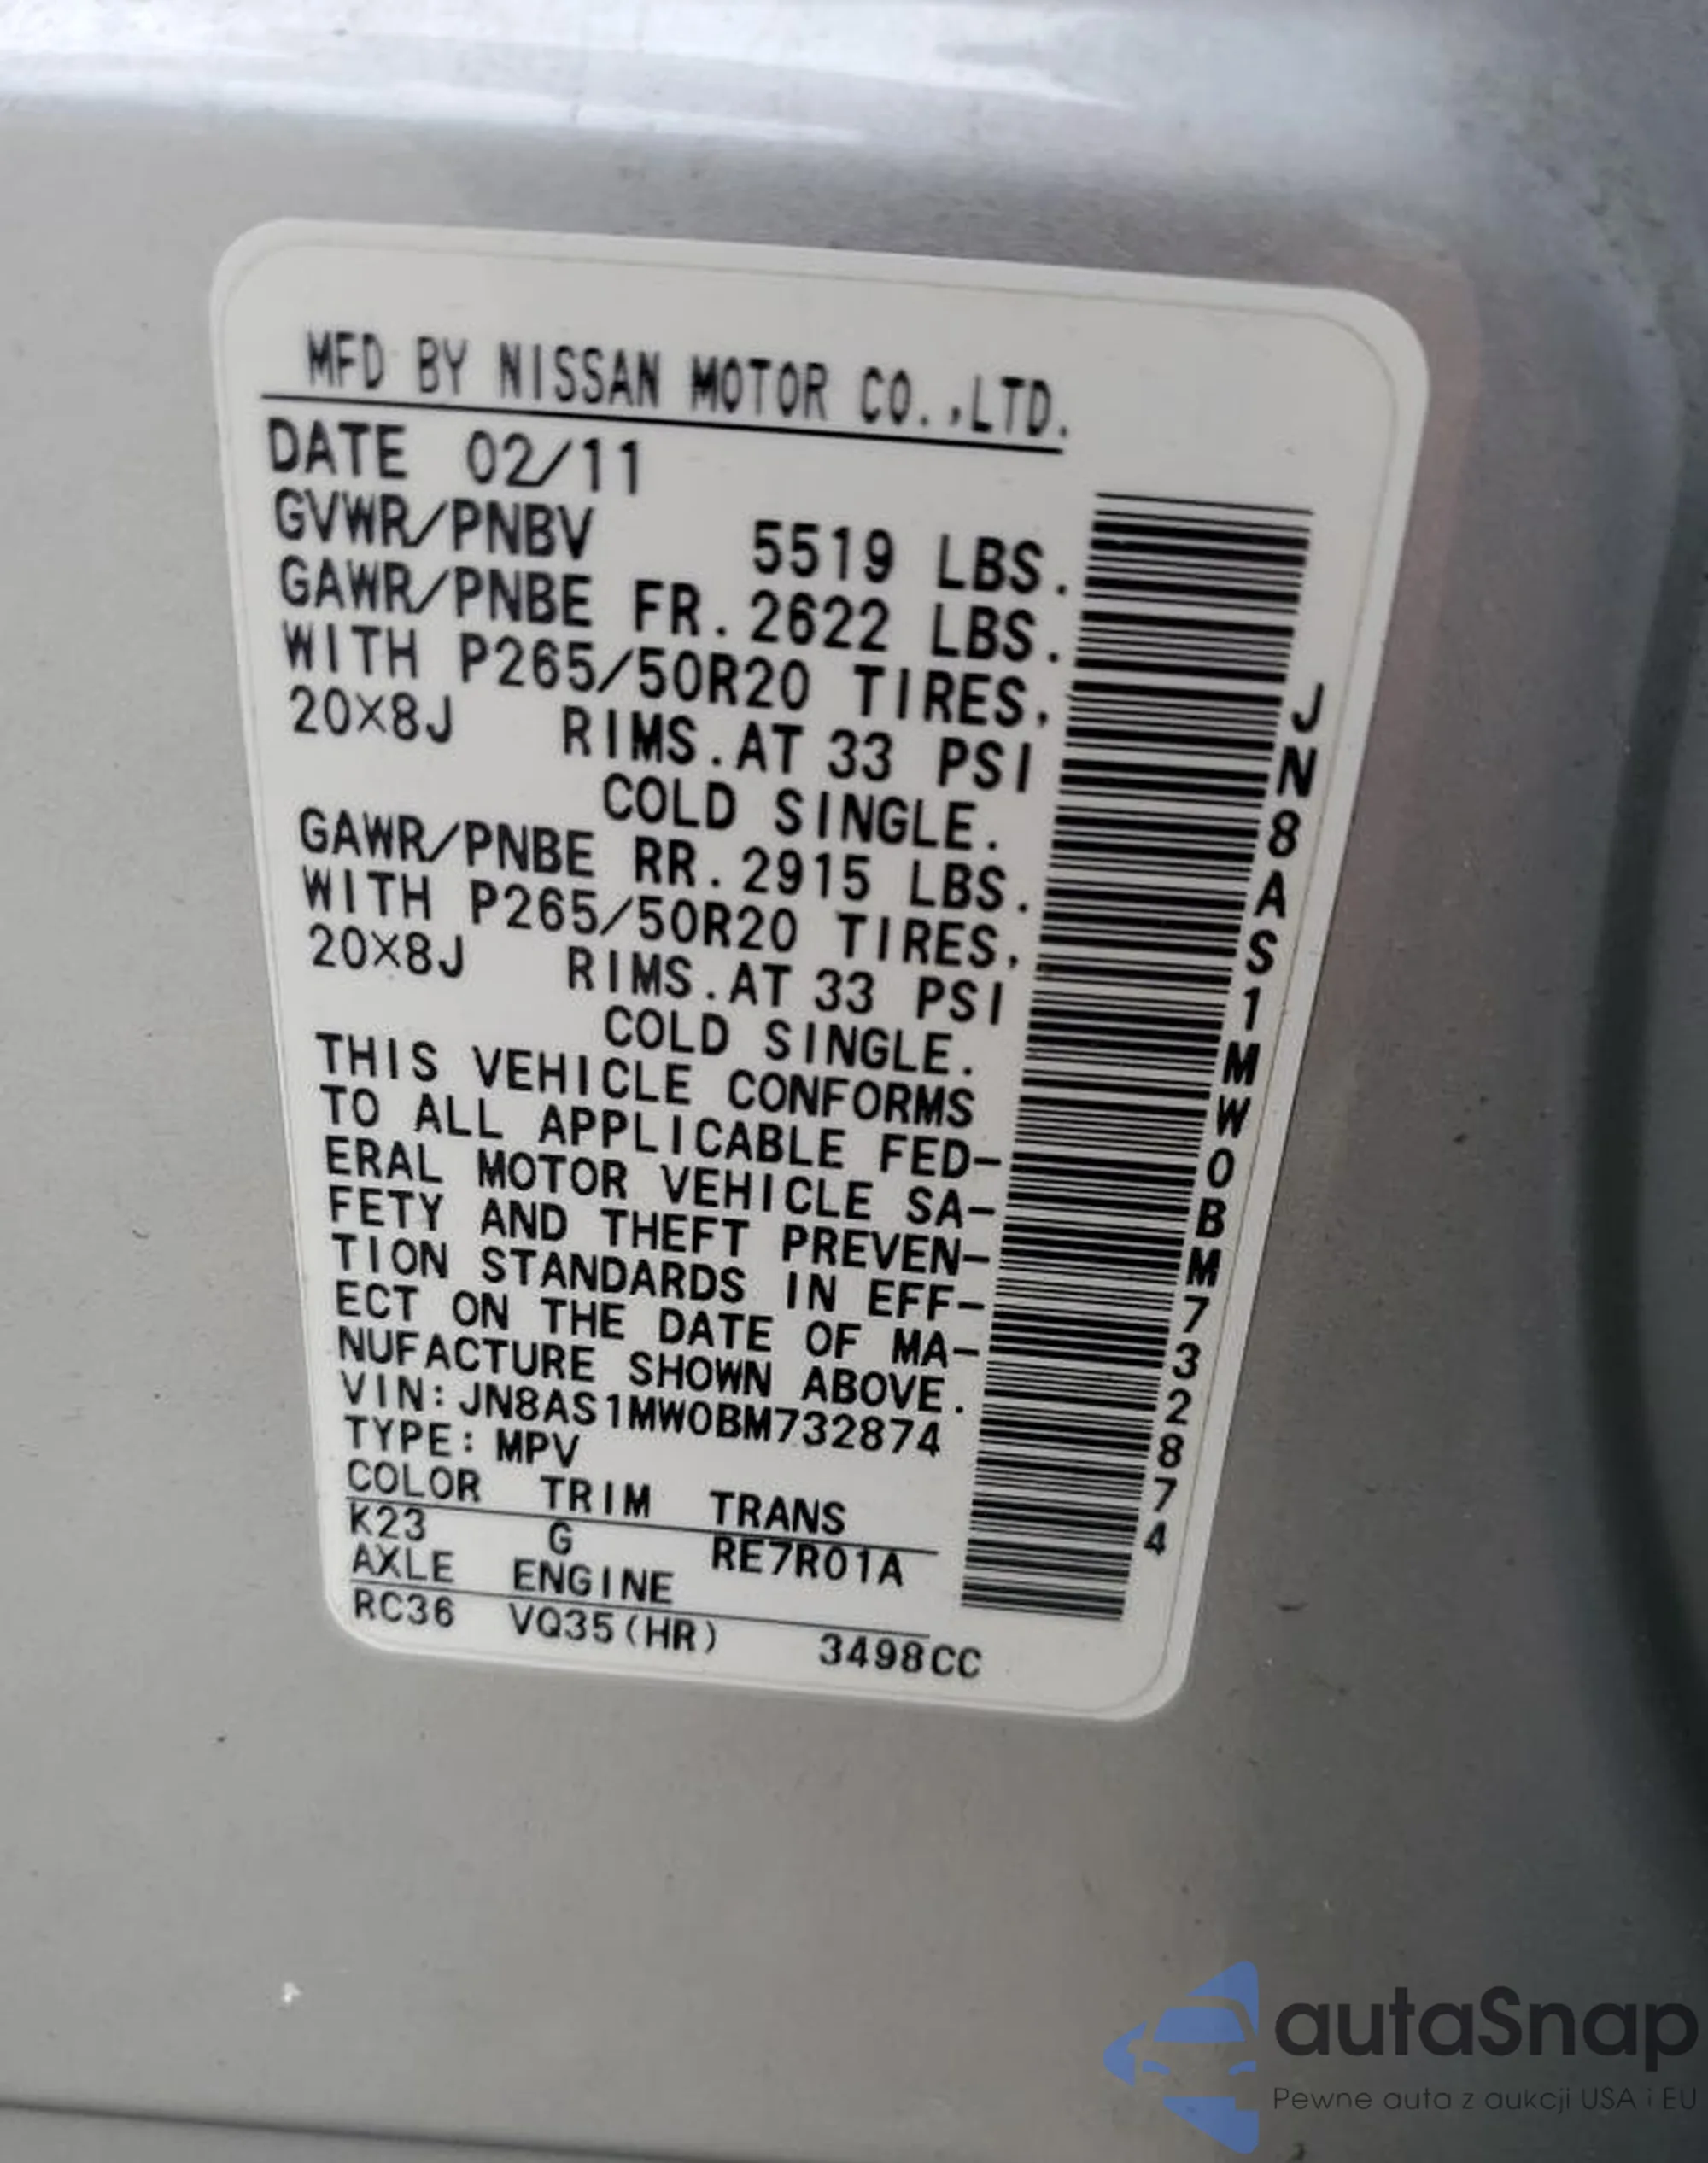 MFD BY NISSAN MOTOR CO.,LTD.
DATE 02/11
GVWR/PNBV 5519 LBS.
GAWR/PNBE FR.2622 LBS.
WITH P265/50R20 TIRES,
20X8J RIMS.AT 33 PSI
COLD SINGLE.
GAWR/PNBE RR.2915 LBS.
WITH P265/50R20 TIRES,
20X8J RIMS.AT 33 PSI
COLD SINGLE.
THIS VEHICLE CONFORMS
TO ALL APPLICABLE FED-
ERAL MOTOR VEHICLE SA-
FETY AND THEFT PREVEN-
TION STANDARDS IN EFF-
ECT ON THE DATE OF MA-
NUFACTURE SHOWN ABOVE.
VIN:JN8AS1MW0BM732874
TYPE:MPV
COLOR TRIM TRANS
K23 G RE7R01A
AXLE ENGINE
RC36 VQ35(HR) 3498CC
JN8AS1MW0BM732874
autaSnap
Pewne auta z aukcji USA i EU